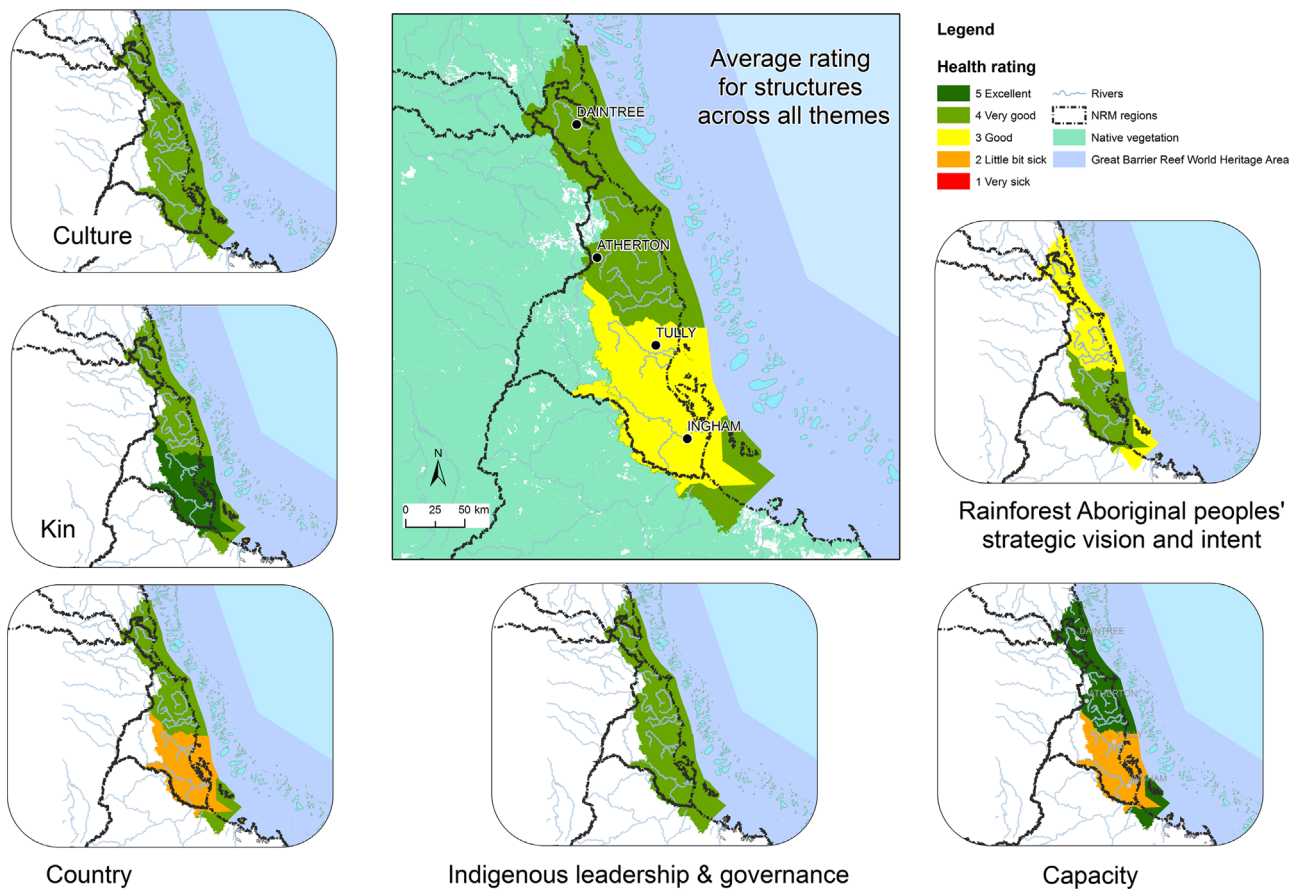 Culture
Kin
Country
Average rating
for structures
across all themes
DAINTREE
ATHERTON
TULLY
INGHAM
N
0 25 50 km
Indigenous leadership & governance
Legend
Health rating
5 Excellent
4 Very good
3 Good
2 Little bit sick
1 Very sick
Rivers
NRM regions
Native vegetation
Great Barrier Reef World Heritage Area
Rainforest Aboriginal peoples'
strategic vision and intent
DAINTREE
ATHERTON
Capacity